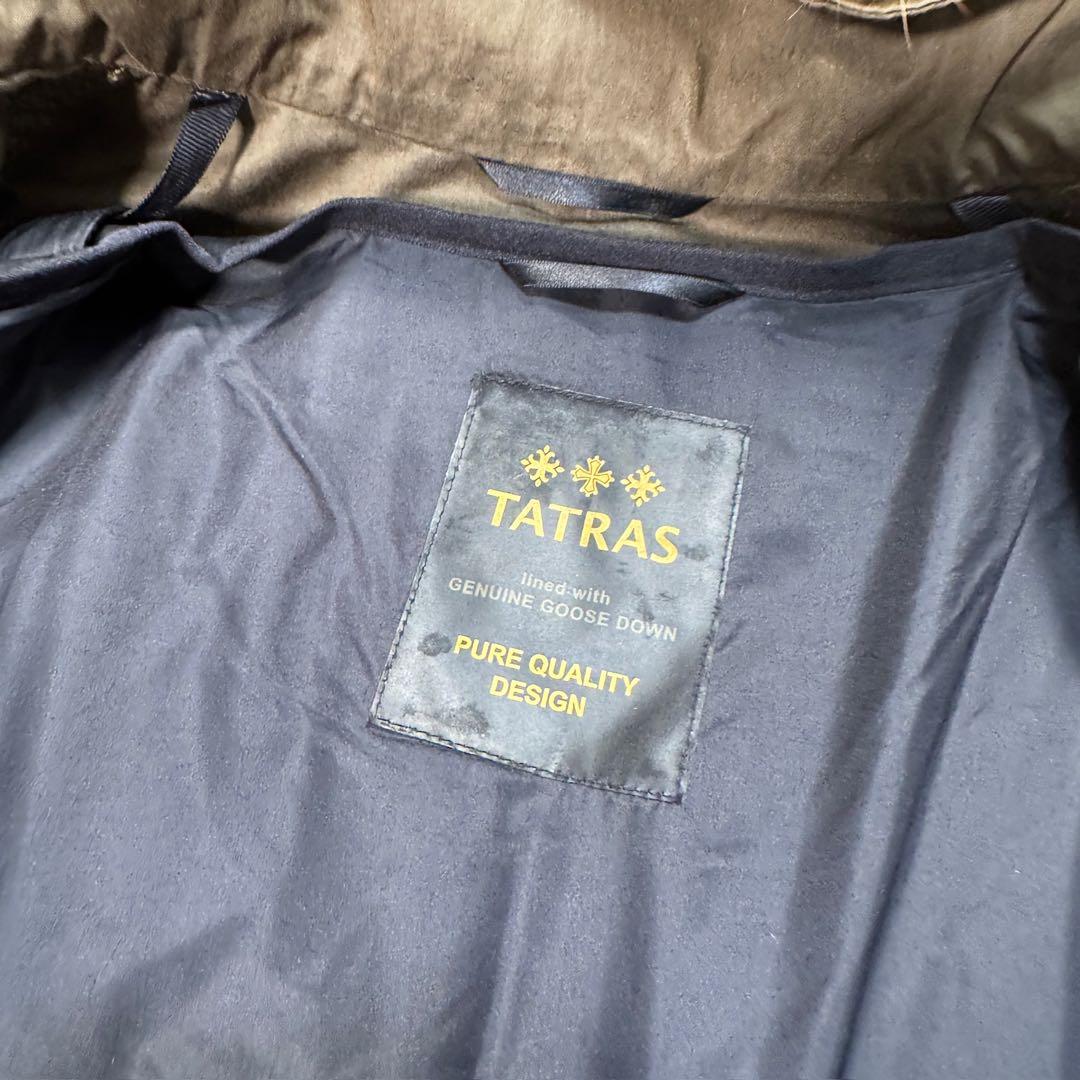 TATRAS
lined with
GENUINE GOOSE DOWN
PURE QUALITY
DESIGN